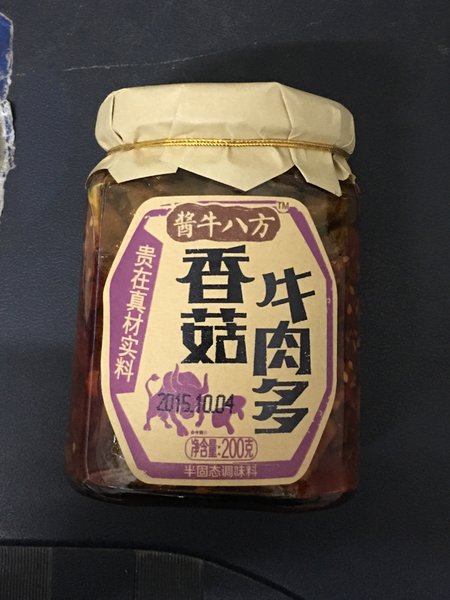 酱牛八方 TM
贵在真材实料
香菇
牛肉多
2015.10.04
净含量:200克
半固态调味料